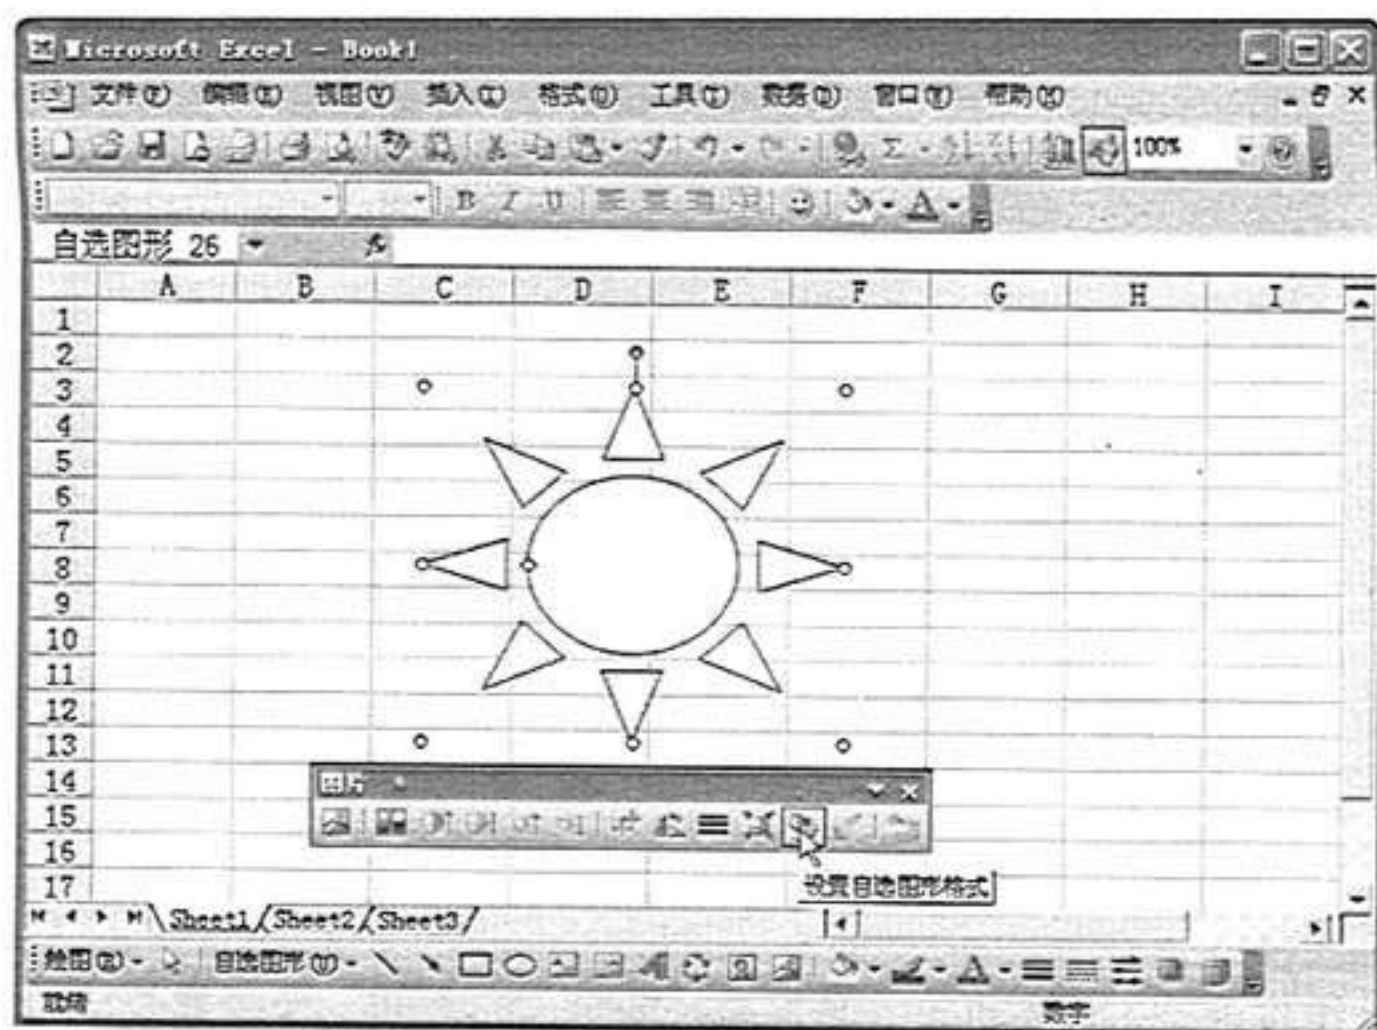 Microsoft Excel - Book1
文件(F) 编辑(E) 视图(V) 插入(I) 格式(O) 工具(T) 数据(D) 窗口(W) 帮助(H)
100%
B I U
自选图形 26
A B C D E F G H I
1
2
3
4
5
6
7
8
9
10
11
12
13
图片
14
15
16
设置自选图形格式
17
Sheet1 Sheet2 Sheet3
绘图(R) 自选图形(U)
就绪 数字